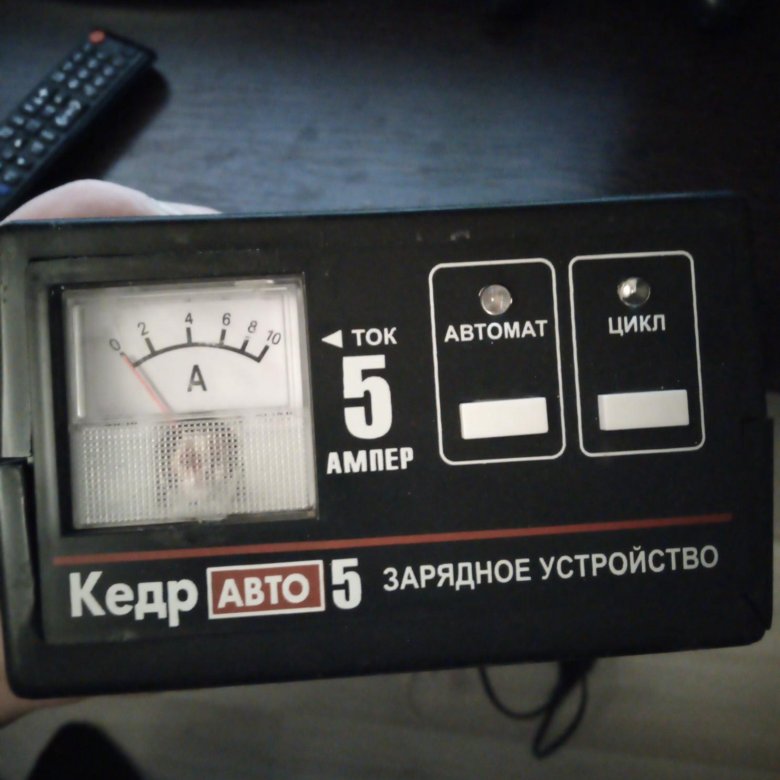 0 2 4 6 8 10
A
◄ ТОК
5
АМПЕР
АВТОМАТ
ЦИКЛ
Кедр АВТО 5 ЗАРЯДНОЕ УСТРОЙСТВО